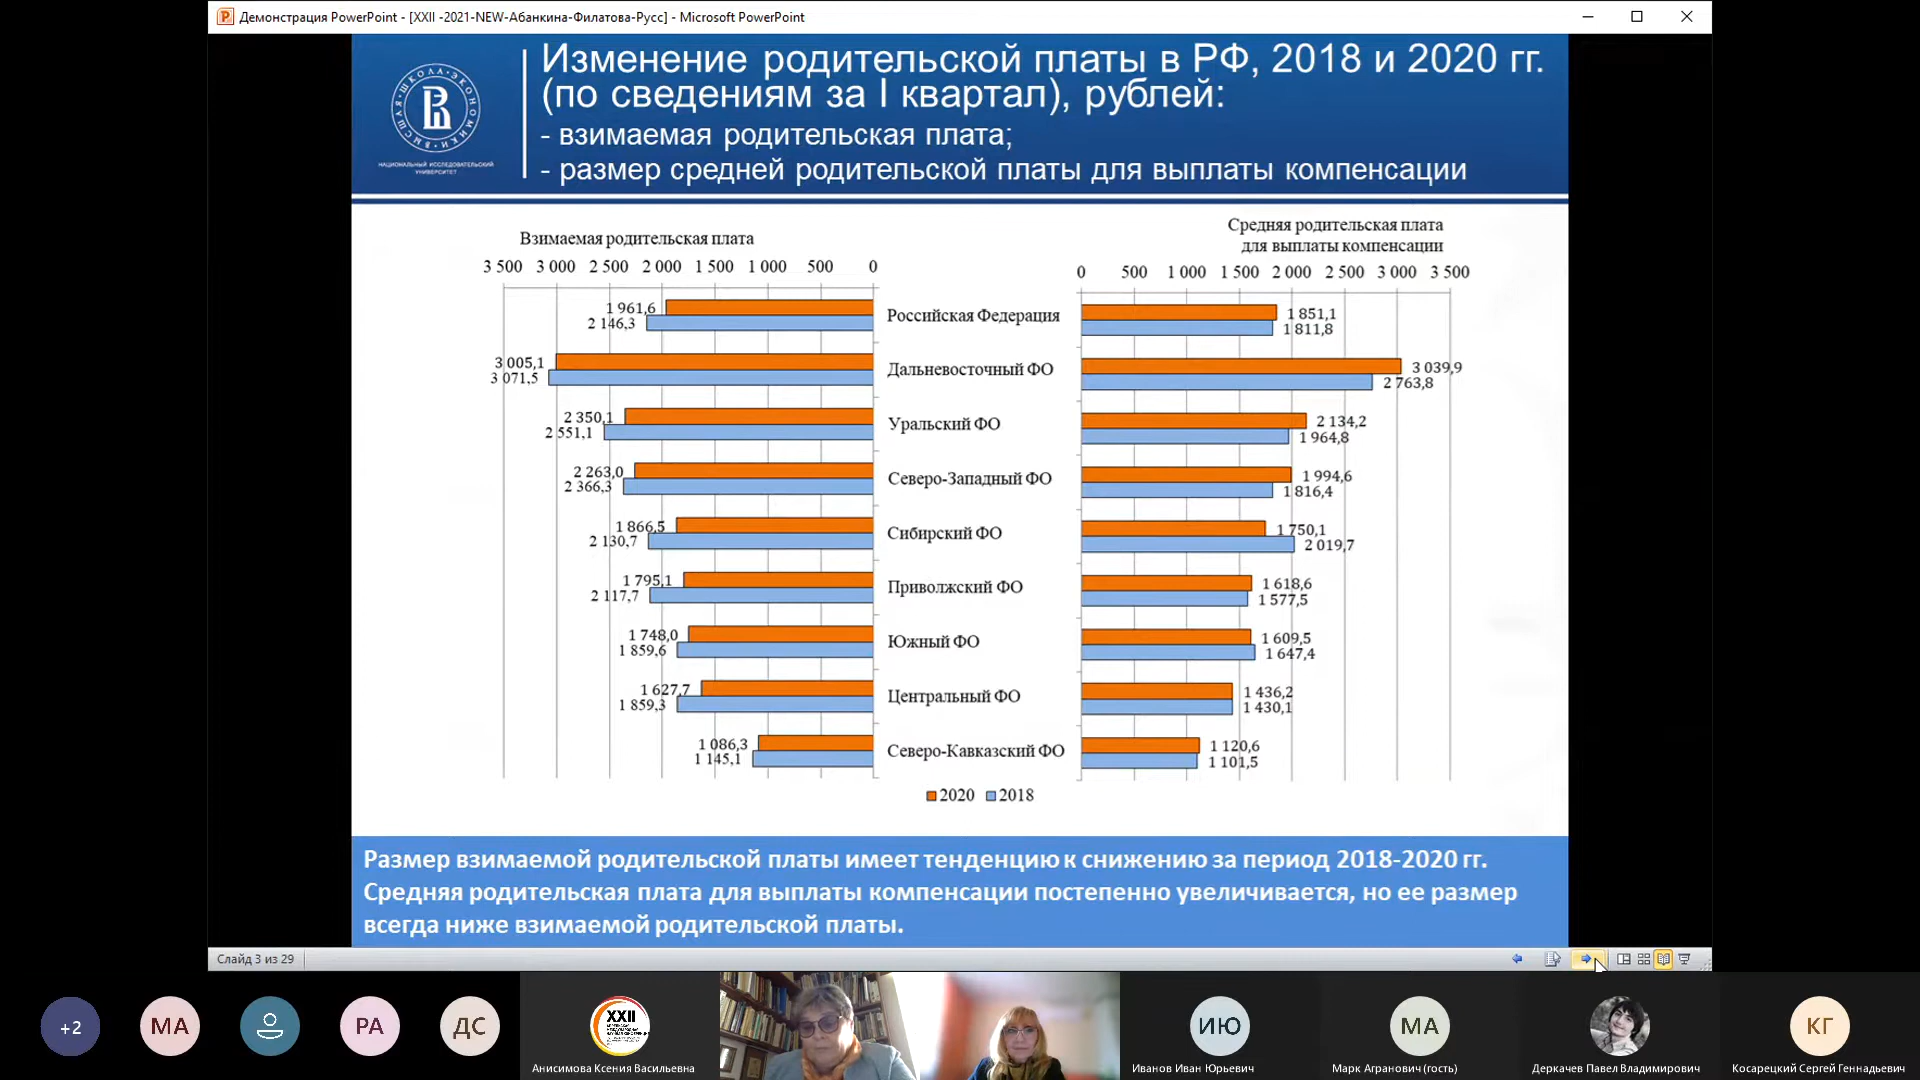 Демонстрация PowerPoint - [XXII -2021-NEW-Абанкина-Филатова-Русс] - Microsoft PowerPoint
ВЫСШАЯ ШКОЛА ЭКОНОМИКИ
НАЦИОНАЛЬНЫЙ ИССЛЕДОВАТЕЛЬСКИЙ
УНИВЕРСИТЕТ
Изменение родительской платы в РФ, 2018 и 2020 гг.
(по сведениям за I квартал), рублей:
- взимаемая родительская плата;
- размер средней родительской платы для выплаты компенсации
Взимаемая родительская плата
3 500 3 000 2 500 2 000 1 500 1 000 500 0
Средняя родительская плата
для выплаты компенсации
0 500 1 000 1 500 2 000 2 500 3 000 3 500
1 961,6
2 146,3
Российская Федерация
1 851,1
1 811,8
3 005,1
3 071,5
Дальневосточный ФО
3 039,9
2 763,8
2 350,1
2 551,1
Уральский ФО
2 134,2
1 964,8
2 263,0
2 366,3
Северо-Западный ФО
1 994,6
1 816,4
1 866,5
2 130,7
Сибирский ФО
1 750,1
2 019,7
1 795,1
2 117,7
Приволжский ФО
1 618,6
1 577,5
1 748,0
1 859,6
Южный ФО
1 609,5
1 647,4
1 627,7
1 859,3
Центральный ФО
1 436,2
1 430,1
1 086,3
1 145,1
Северо-Кавказский ФО
1 120,6
1 101,5
2020 2018
Размер взимаемой родительской платы имеет тенденцию к снижению за период 2018-2020 гг.
Средняя родительская плата для выплаты компенсации постепенно увеличивается, но ее размер
всегда ниже взимаемой родительской платы.
Слайд 3 из 29
+2
МА
РА
ДС
XXII
ИЮ
МА
КГ
Анисимова Ксения Васильевна
Иванов Иван Юрьевич
Марк Агранович (гость)
Деркачев Павел Владимирович
Косарецкий Сергей Геннадьевич